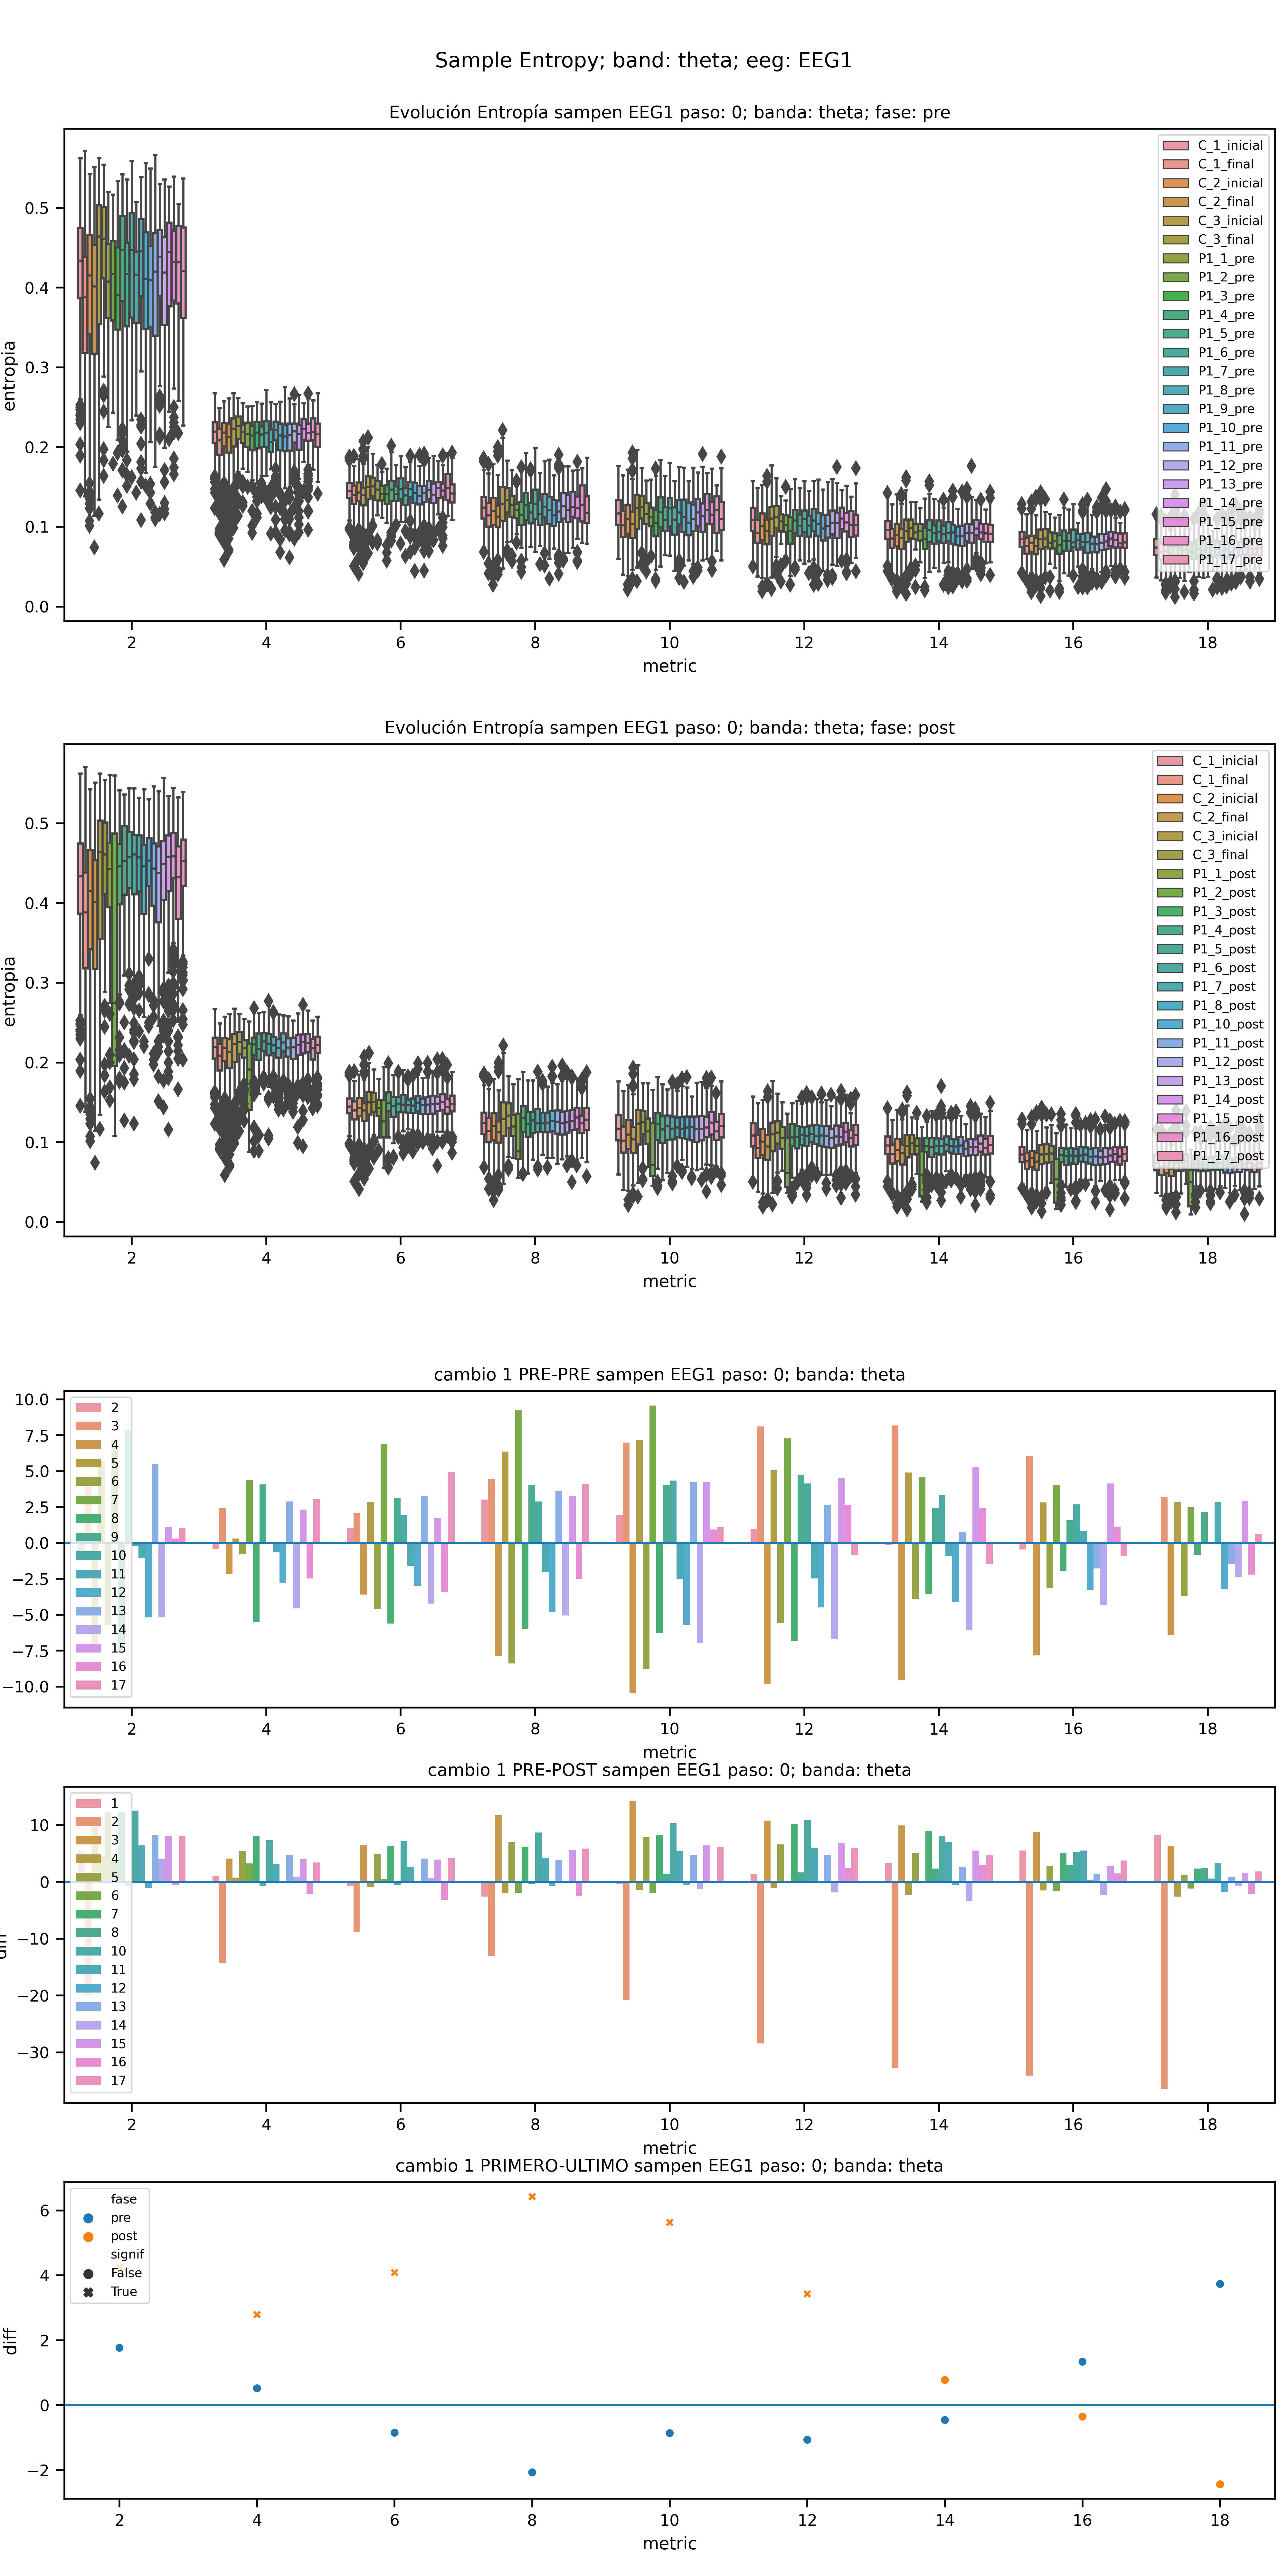 Sample Entropy; band: theta; eeg: EEG1
Evolución Entropía sampen EEG1 paso: 0; banda: theta; fase: pre
entropia
0.5
0.4
0.3
0.2
0.1
0.0
C_1_inicial
C_1_final
C_2_inicial
C_2_final
C_3_inicial
C_3_final
P1_1_pre
P1_2_pre
P1_3_pre
P1_4_pre
P1_5_pre
P1_6_pre
P1_7_pre
P1_8_pre
P1_9_pre
P1_10_pre
P1_11_pre
P1_12_pre
P1_13_pre
P1_14_pre
P1_15_pre
P1_16_pre
P1_17_pre
2 4 6 8 10 12 14 16 18
metric
Evolución Entropía sampen EEG1 paso: 0; banda: theta; fase: post
entropia
0.5
0.4
0.3
0.2
0.1
0.0
C_1_inicial
C_1_final
C_2_inicial
C_2_final
C_3_inicial
C_3_final
P1_1_post
P1_2_post
P1_3_post
P1_4_post
P1_5_post
P1_6_post
P1_7_post
P1_8_post
P1_10_post
P1_11_post
P1_12_post
P1_13_post
P1_14_post
P1_15_post
P1_16_post
P1_17_post
2 4 6 8 10 12 14 16 18
metric
cambio 1 PRE-PRE sampen EEG1 paso: 0; banda: theta
10.0
7.5
5.0
2.5
0.0
−2.5
−5.0
−7.5
−10.0
2
3
4
5
6
7
8
9
10
11
12
13
14
15
16
17
2 4 6 8 10 12 14 16 18
metric
cambio 1 PRE-POST sampen EEG1 paso: 0; banda: theta
diff
10
0
−10
−20
−30
1
2
3
4
5
6
7
8
10
11
12
13
14
15
16
17
2 4 6 8 10 12 14 16 18
metric
cambio 1 PRIMERO-ULTIMO sampen EEG1 paso: 0; banda: theta
diff
6
4
2
0
−2
fase
pre
post
signif
False
True
2 4 6 8 10 12 14 16 18
metric